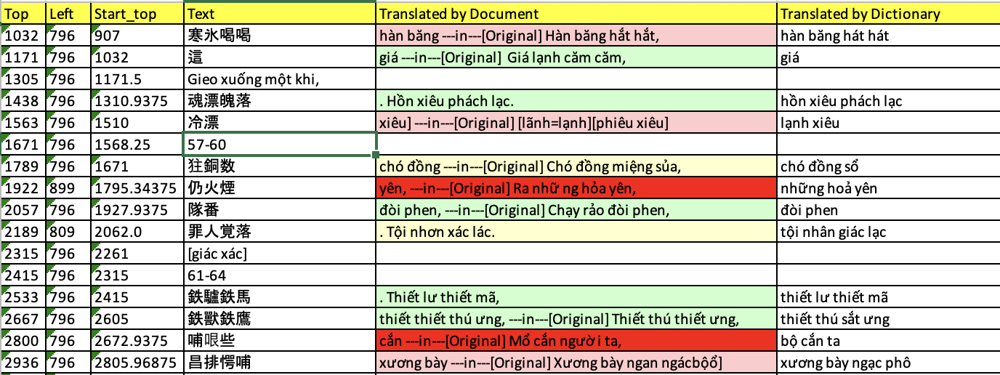 Top Left Start_top Text Translated by Document Translated by Dictionary
1032 796 907 寒氷喝喝 hàn băng ---in---[Original] Hàn băng hắt hắt, hàn băng hát hát
1171 796 1032 這 giá ---in---[Original] Giá lạnh căm căm, giá
1305 796 1171.5 Gieo xuống một khi,
1438 796 1310.9375 魂漂魄落 . Hồn xiêu phách lạc. hồn xiêu phách lạc
1563 796 1510 冷漂 xiêu] ---in---[Original] [lãnh=lạnh][phiêu xiêu] lạnh xiêu
1671 796 1568.25 57-60
1789 796 1671 狌銅数 chó đồng ---in---[Original] Chó đồng miệng sủa, chó đồng sổ
1922 899 1795.34375 仍火煙 yên, ---in---[Original] Ra nhữ ng hỏa yên, những hoả yên
2057 796 1927.9375 隊番 đòi phen, ---in---[Original] Chạy rảo đòi phen, đòi phen
2189 809 2062.0 罪人覚落 . Tội nhơn xác lác. tội nhân giác lạc
2315 796 2261 [giác xác]
2415 796 2315 61-64
2533 796 2415 鉄驢鉄馬 . Thiết lư thiết mã, thiết lư thiết mã
2667 796 2605 鉄獸鉄鷹 thiết thiết thú ưng, ---in---[Original] Thiết thú thiết ưng, thiết thú sắt ưng
2800 796 2672.9375 哺哏些 cắn ---in---[Original] Mổ cắn ngườ i ta, bộ cắn ta
2936 796 2805.96875 昌排愕哺 xương bày ---in---[Original] Xương bày ngan ngácbộổ] xương bày ngạc phô